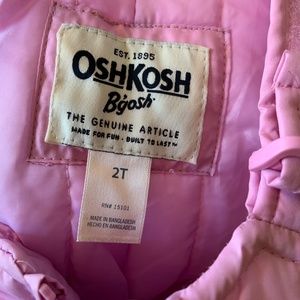 EST. 1895
OSHKOSH
B'gosh
THE GENUINE ARTICLE
MADE FOR FUN · BUILT TO LAST™
2T
RN# 15101
MADE IN BANGLADESH
HECHO EN BANGLADESH